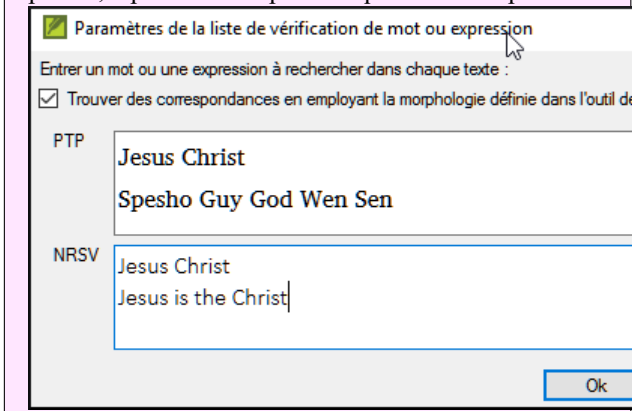 Paramètres de la liste de vérification de mot ou expression
Entrer un mot ou une expression à rechercher dans chaque texte :
Trouver des correspondances en employant la morphologie définie dans l'outil de
PTP
Jesus Christ
Spesho Guy God Wen Sen
NRSV
Jesus Christ
Jesus is the Christ
Ok